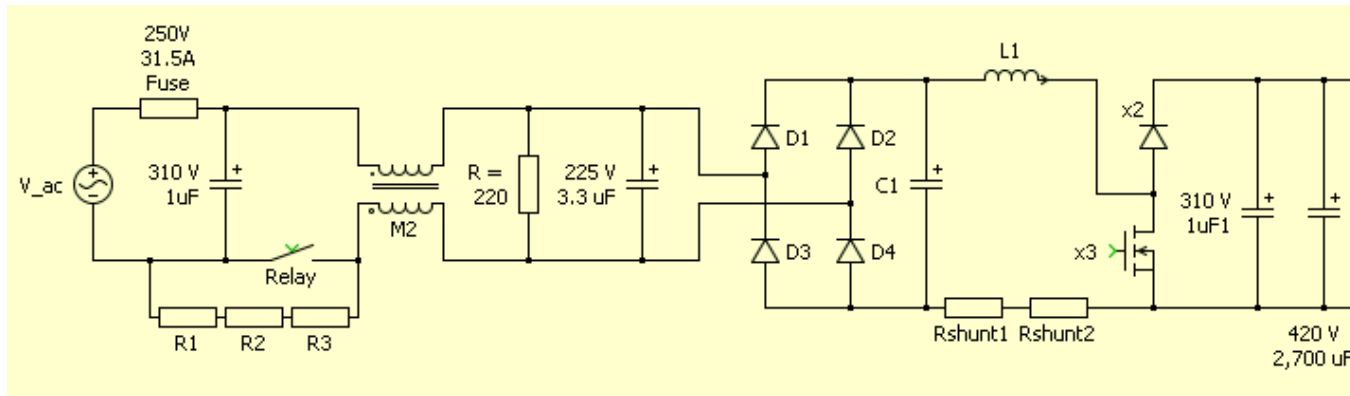 250V
31.5A
Fuse
V_ac
310 V
1uF
Relay
R1
R2
R3
M2
R =
220
225 V
3.3 uF
D1
D2
D3
D4
C1
L1
Rshunt1
Rshunt2
x2
x3
310 V
1uF1
420 V
2,700 uF